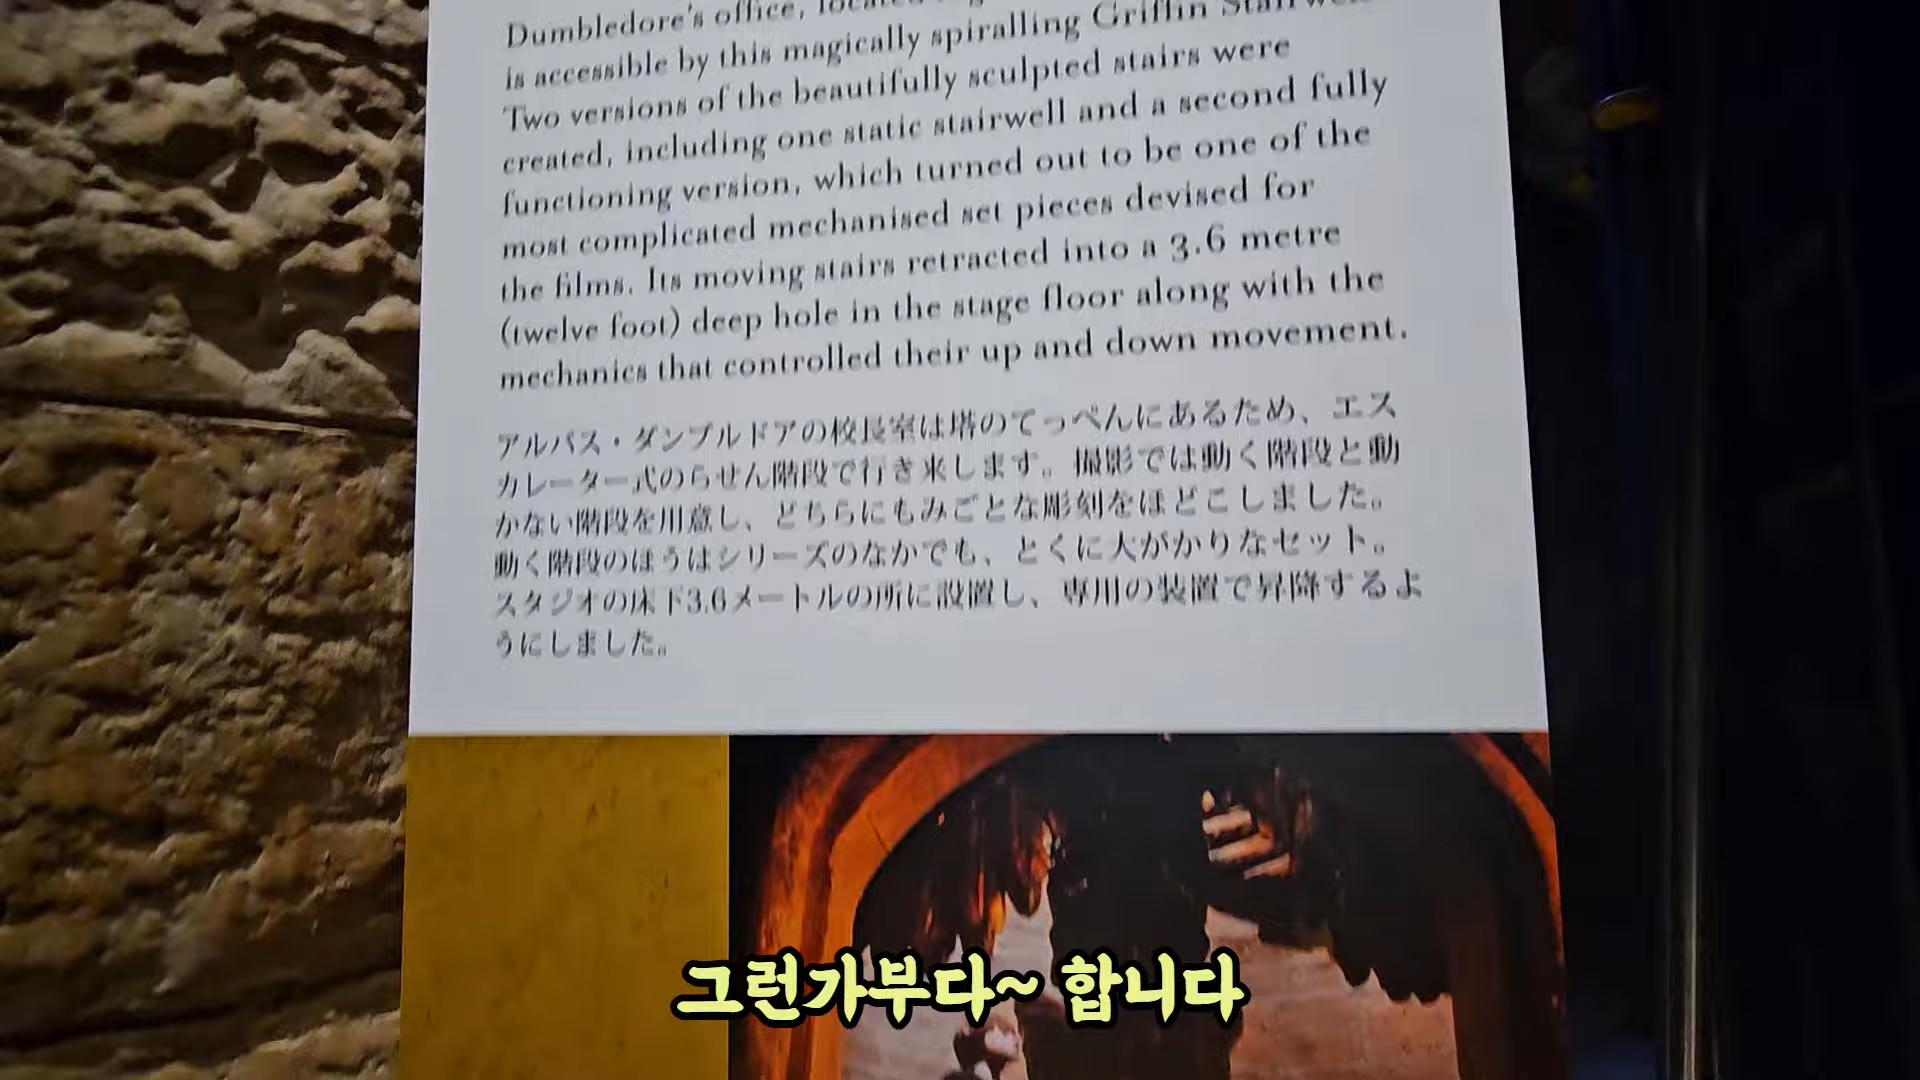 Dumbledore's office,
is accessible by this magically spiralling Griffin
Two versions of the beautifully sculpted stairs were
created, including one static stairwell and a second fully
functioning version, which turned out to be one of the
most complicated mechanised set pieces devised for
the films. Its moving stairs retracted into a 3.6 metre
(twelve foot) deep hole in the stage floor along with the
mechanics that controlled their up and down movement.
アルバス・ダンブルドアの校長室は塔のてっぺんにあるため、エス
カレーター式のらせん階段で行き来します。撮影では動く階段と動
かない階段を用意し、どちらにもみごとな彫刻をほどこしました。
動く階段のほうはシリーズのなかでも、とくに大がかりなセット。
スタジオの床下3.6メートルの所に設置し、専用の装置で昇降するよ
うにしました。
그런가부다~ 합니다